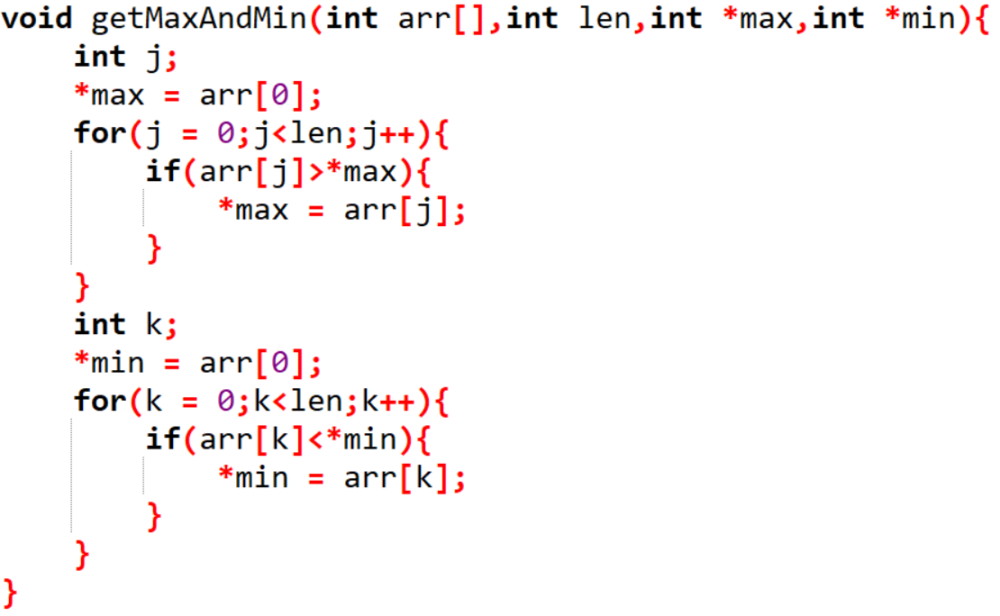 void getMaxAndMin(int arr[],int len,int *max,int *min){
    int j;
    *max = arr[0];
    for(j = 0;j<len;j++){
        if(arr[j]>*max){
            *max = arr[j];
        }
    }
    int k;
    *min = arr[0];
    for(k = 0;k<len;k++){
        if(arr[k]<*min){
            *min = arr[k];
        }
    }
}